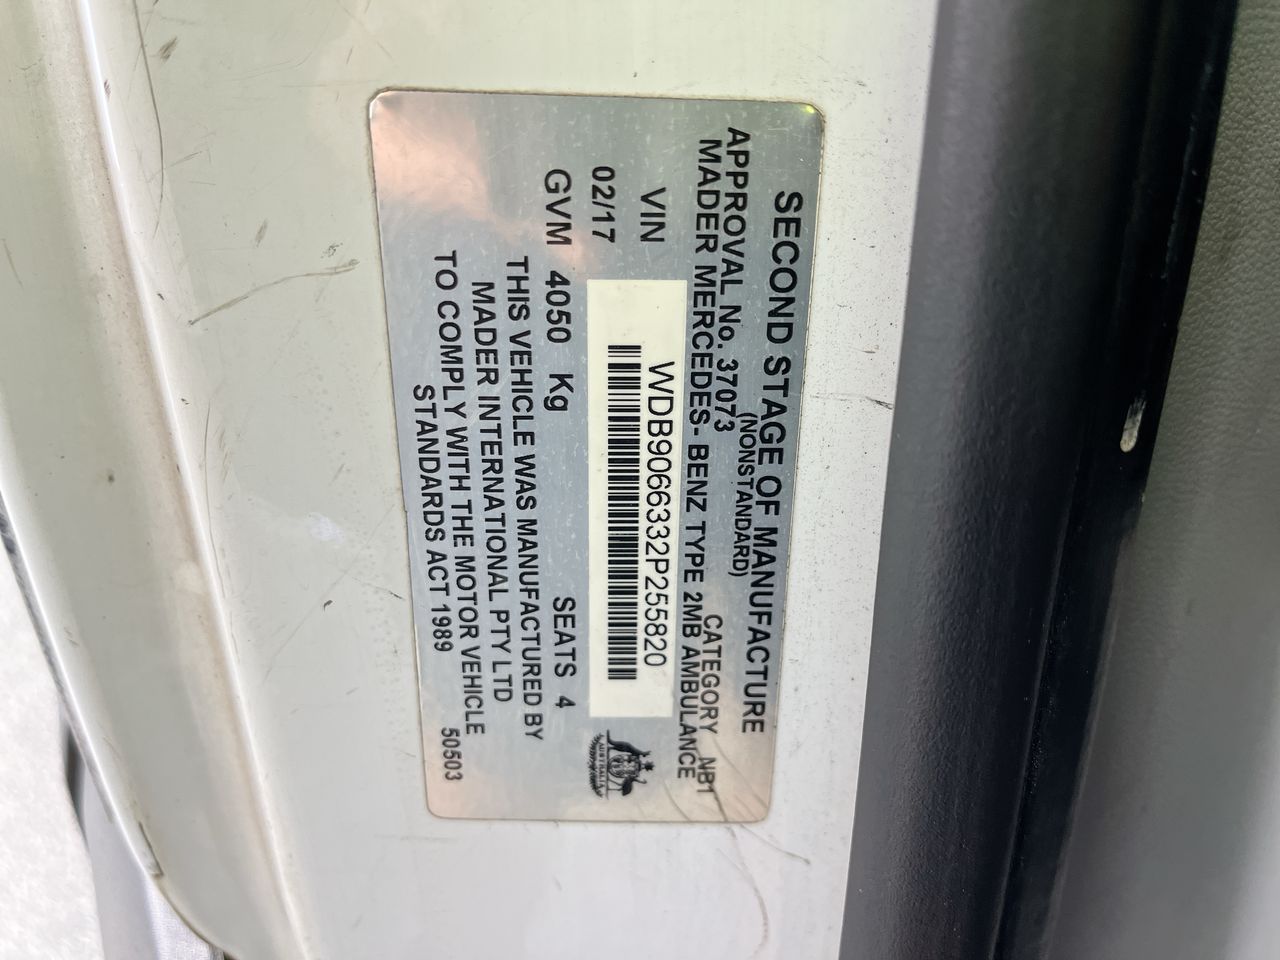 SECOND STAGE OF MANUFACTURE
(NONSTANDARD)
APPROVAL No. 37073 CATEGORY NB1
MADER MERCEDES- BENZ TYPE 2MB AMBULANCE
VIN WDB9066332P255820
02/17
AUSTRALIA
GVM 4050 Kg SEATS 4
THIS VEHICLE WAS MANUFACTURED BY
MADER INTERNATIONAL PTY LTD
TO COMPLY WITH THE MOTOR VEHICLE
STANDARDS ACT 1989
50503